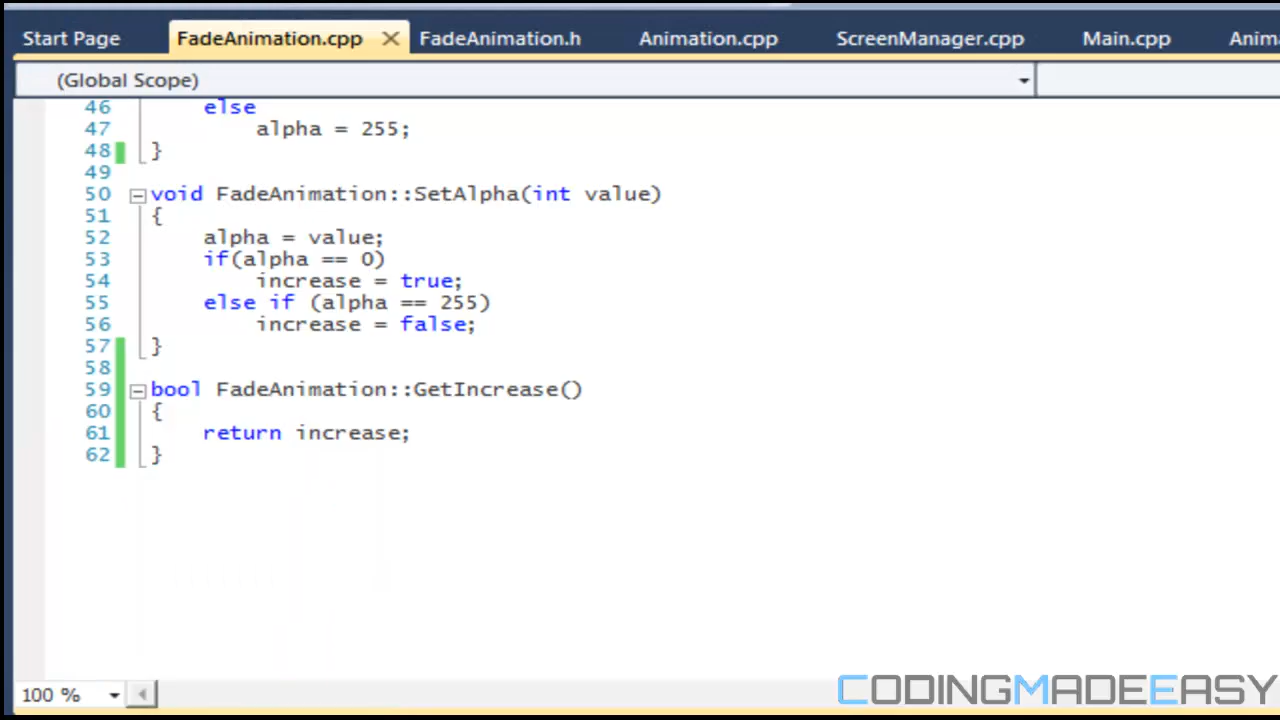 Start Page FadeAnimation.cpp FadeAnimation.h Animation.cpp ScreenManager.cpp Main.cpp Anima
(Global Scope)
46 else
47 alpha = 255;
48 }
49
50 void FadeAnimation::SetAlpha(int value)
51 {
52 alpha = value;
53 if(alpha == 0)
54 increase = true;
55 else if (alpha == 255)
56 increase = false;
57 }
58
59 bool FadeAnimation::GetIncrease()
60 {
61 return increase;
62 }
100 %
CODINGMADEEASY